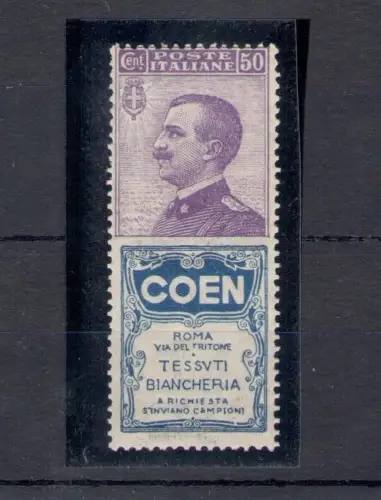 Cent. POSTE ITALIANE 50
COEN
ROMA
VIA DEL TRITONE
TESSVTI
BIANCHERIA
A RICHIESTA
S'INVIANO CAMPIONI